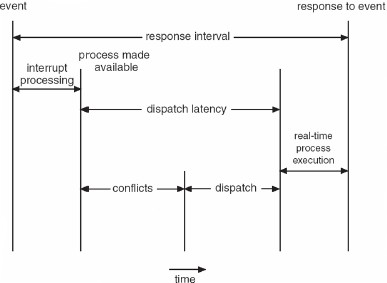 event
response to event
response interval
process made
available
interrupt
processing
dispatch latency
real-time
process
execution
conflicts
dispatch
time